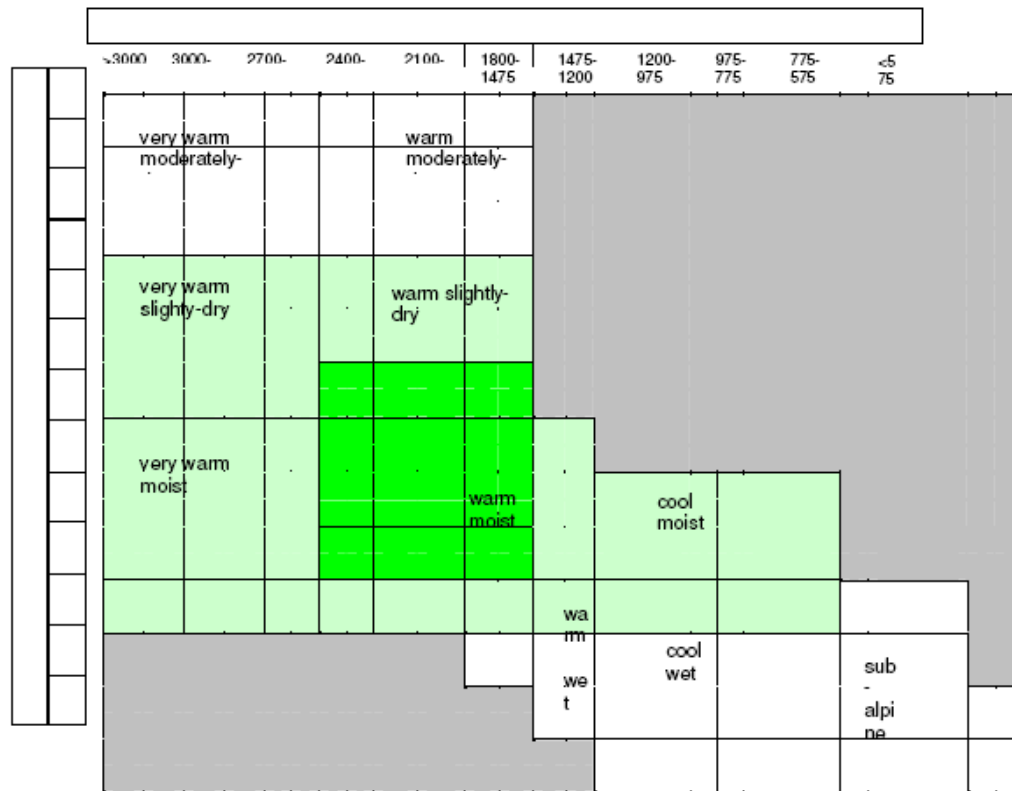 >3000 3000- 2700- 2400- 2100- 1800- 1475- 1200- 975- 775- <5
1475 1200 975 775 575 75
very warm
moderately-
warm
moderately-
very warm
slighty-dry
warm slightly-
dry
very warm
moist
warm
moist
cool
moist
wa
rm
we
t
cool
wet
sub
-
alpi
ne